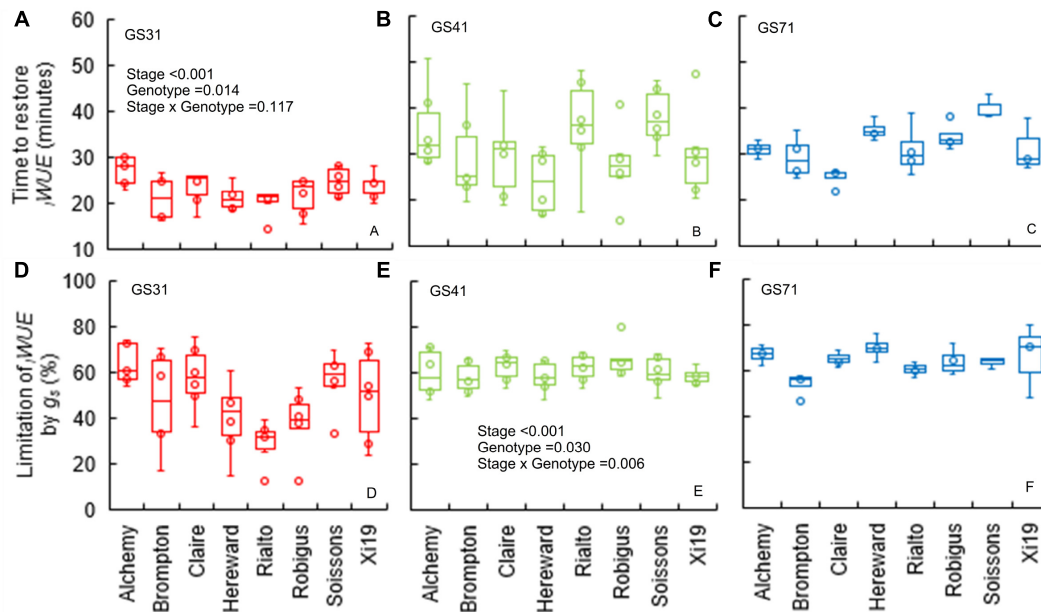 A
B
C
GS31
GS41
GS71
Stage <0.001
Genotype =0.014
Stage x Genotype =0.117
Time to restore
iWUE (minutes)
60
50
40
30
20
10
A
B
C
D
E
F
GS31
GS41
GS71
Limitation of iWUE
by gs (%)
100
80
60
40
20
0
Stage <0.001
Genotype =0.030
Stage x Genotype =0.006
D
E
F
Alchemy
Brompton
Claire
Hereward
Rialto
Robigus
Soissons
Xi19
Alchemy
Brompton
Claire
Hereward
Rialto
Robigus
Soissons
Xi19
Alchemy
Brompton
Claire
Hereward
Rialto
Robigus
Soissons
Xi19